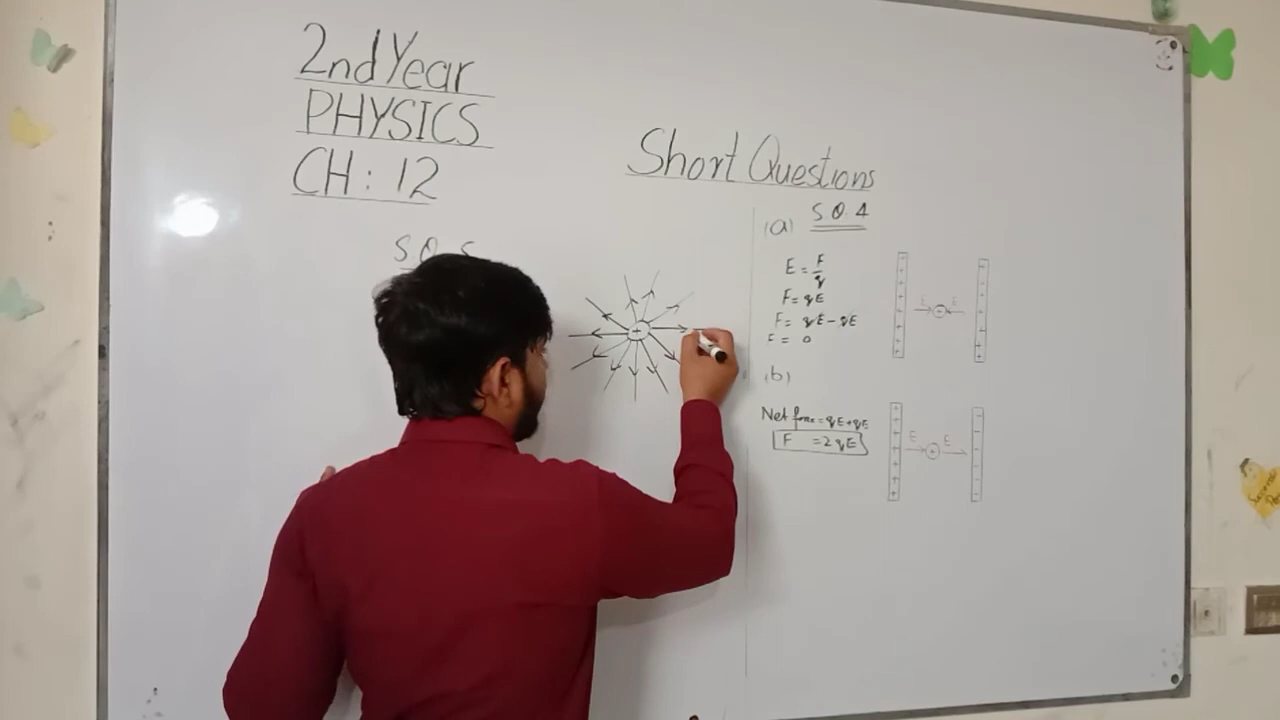 2nd Year
PHYSICS
CH: 12
Short Questions
S.Q.5
S.Q.4
(a)
E = F/q
F = qE
F = qE - qE
F = 0
E E
(b)
Net force = qE+qE
F = 2qE
E E